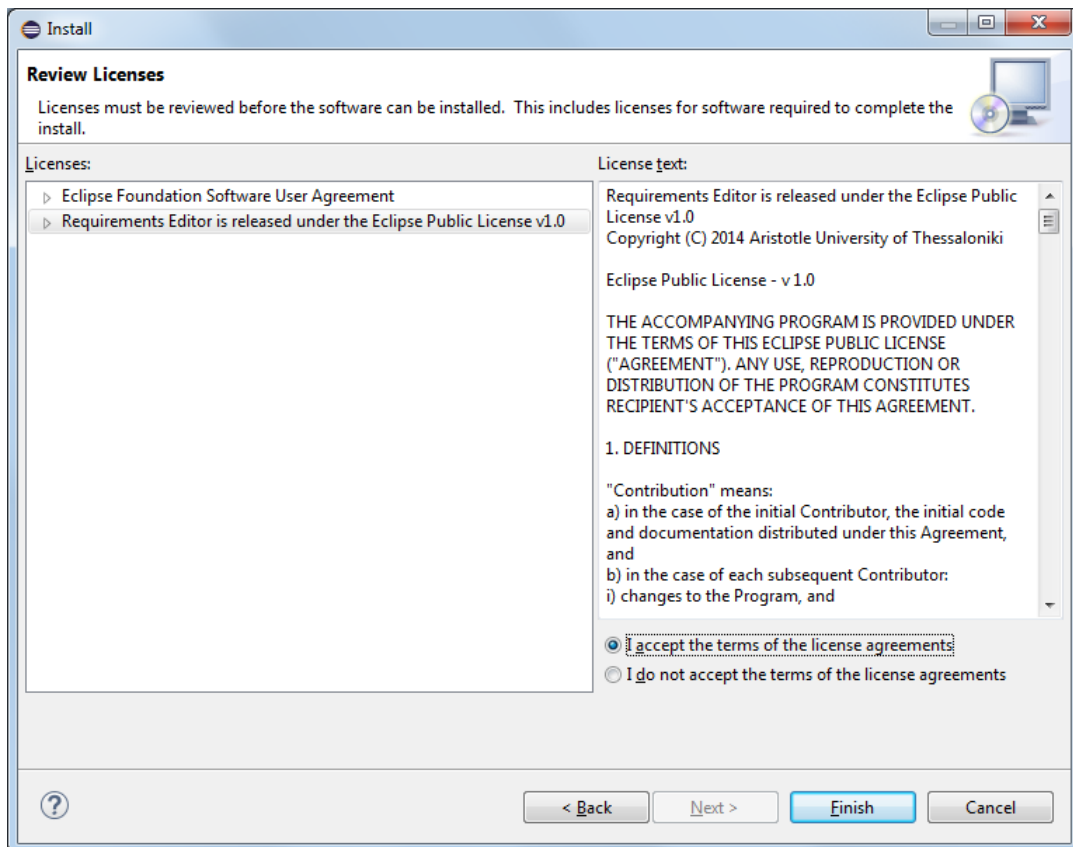 Install
Review Licenses
Licenses must be reviewed before the software can be installed.  This includes licenses for software required to complete the
install.
Licenses:
Eclipse Foundation Software User Agreement
Requirements Editor is released under the Eclipse Public License v1.0
License text:
Requirements Editor is released under the Eclipse Public
License v1.0
Copyright (C) 2014 Aristotle University of Thessaloniki
Eclipse Public License - v 1.0
THE ACCOMPANYING PROGRAM IS PROVIDED UNDER
THE TERMS OF THIS ECLIPSE PUBLIC LICENSE
("AGREEMENT"). ANY USE, REPRODUCTION OR
DISTRIBUTION OF THE PROGRAM CONSTITUTES
RECIPIENT'S ACCEPTANCE OF THIS AGREEMENT.
1. DEFINITIONS
"Contribution" means:
a) in the case of the initial Contributor, the initial code
and documentation distributed under this Agreement,
and
b) in the case of each subsequent Contributor:
i) changes to the Program, and
I accept the terms of the license agreements
I do not accept the terms of the license agreements
?
< Back
Next >
Finish
Cancel